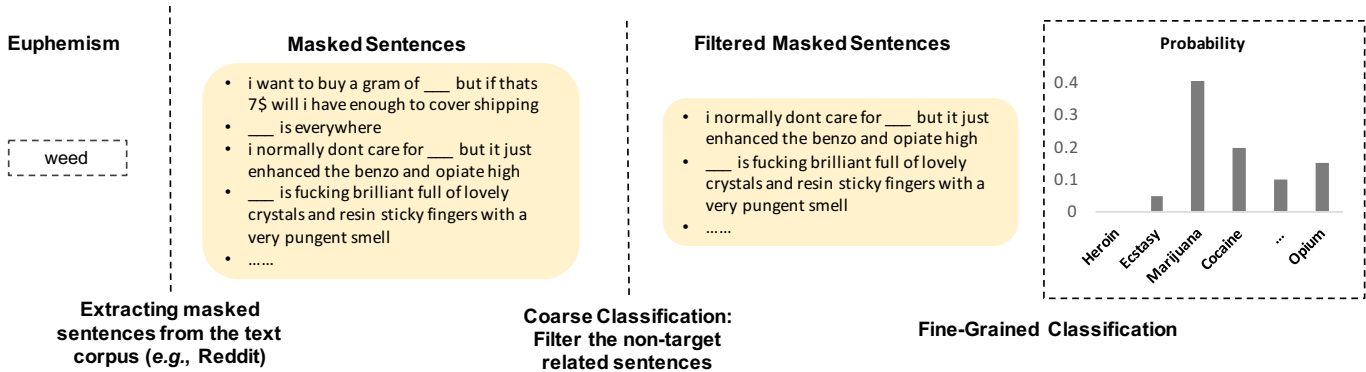 Euphemism
weed
Extracting masked
sentences from the text
corpus (e.g., Reddit)
Masked Sentences
• i want to buy a gram of ___ but if thats
7$ will i have enough to cover shipping
• ___ is everywhere
• i normally dont care for ___ but it just
enhanced the benzo and opiate high
• ___ is fucking brilliant full of lovely
crystals and resin sticky fingers with a
very pungent smell
• ......
Coarse Classification:
Filter the non-target
related sentences
Filtered Masked Sentences
• i normally dont care for ___ but it just
enhanced the benzo and opiate high
• ___ is fucking brilliant full of lovely
crystals and resin sticky fingers with a
very pungent smell
• ......
Fine-Grained Classification
Probability
0.4
0.3
0.2
0.1
0
Heroin
Ecstasy
Marijuana
Cocaine
...
Opium